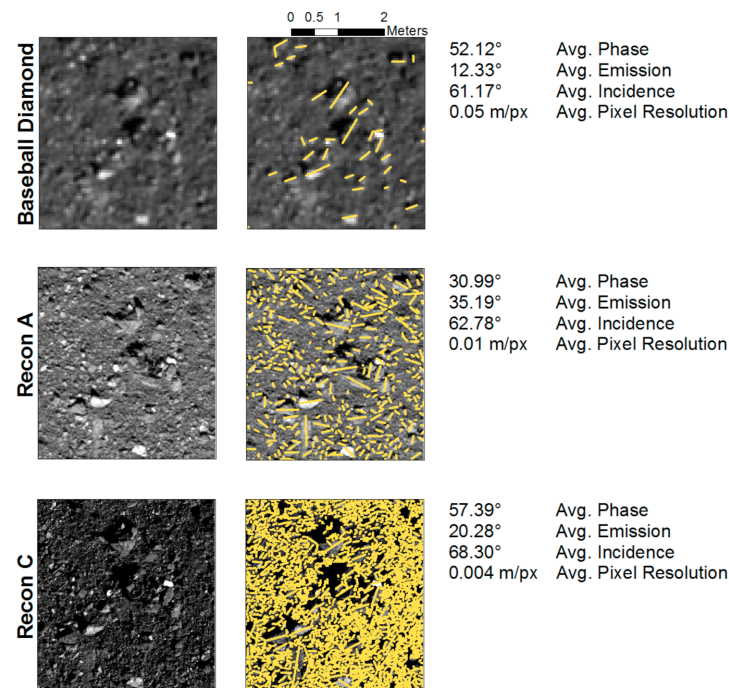 0 0.5 1 2
Meters
Baseball Diamond
52.12° Avg. Phase
12.33° Avg. Emission
61.17° Avg. Incidence
0.05 m/px Avg. Pixel Resolution
Recon A
30.99° Avg. Phase
35.19° Avg. Emission
62.78° Avg. Incidence
0.01 m/px Avg. Pixel Resolution
Recon C
57.39° Avg. Phase
20.28° Avg. Emission
68.30° Avg. Incidence
0.004 m/px Avg. Pixel Resolution